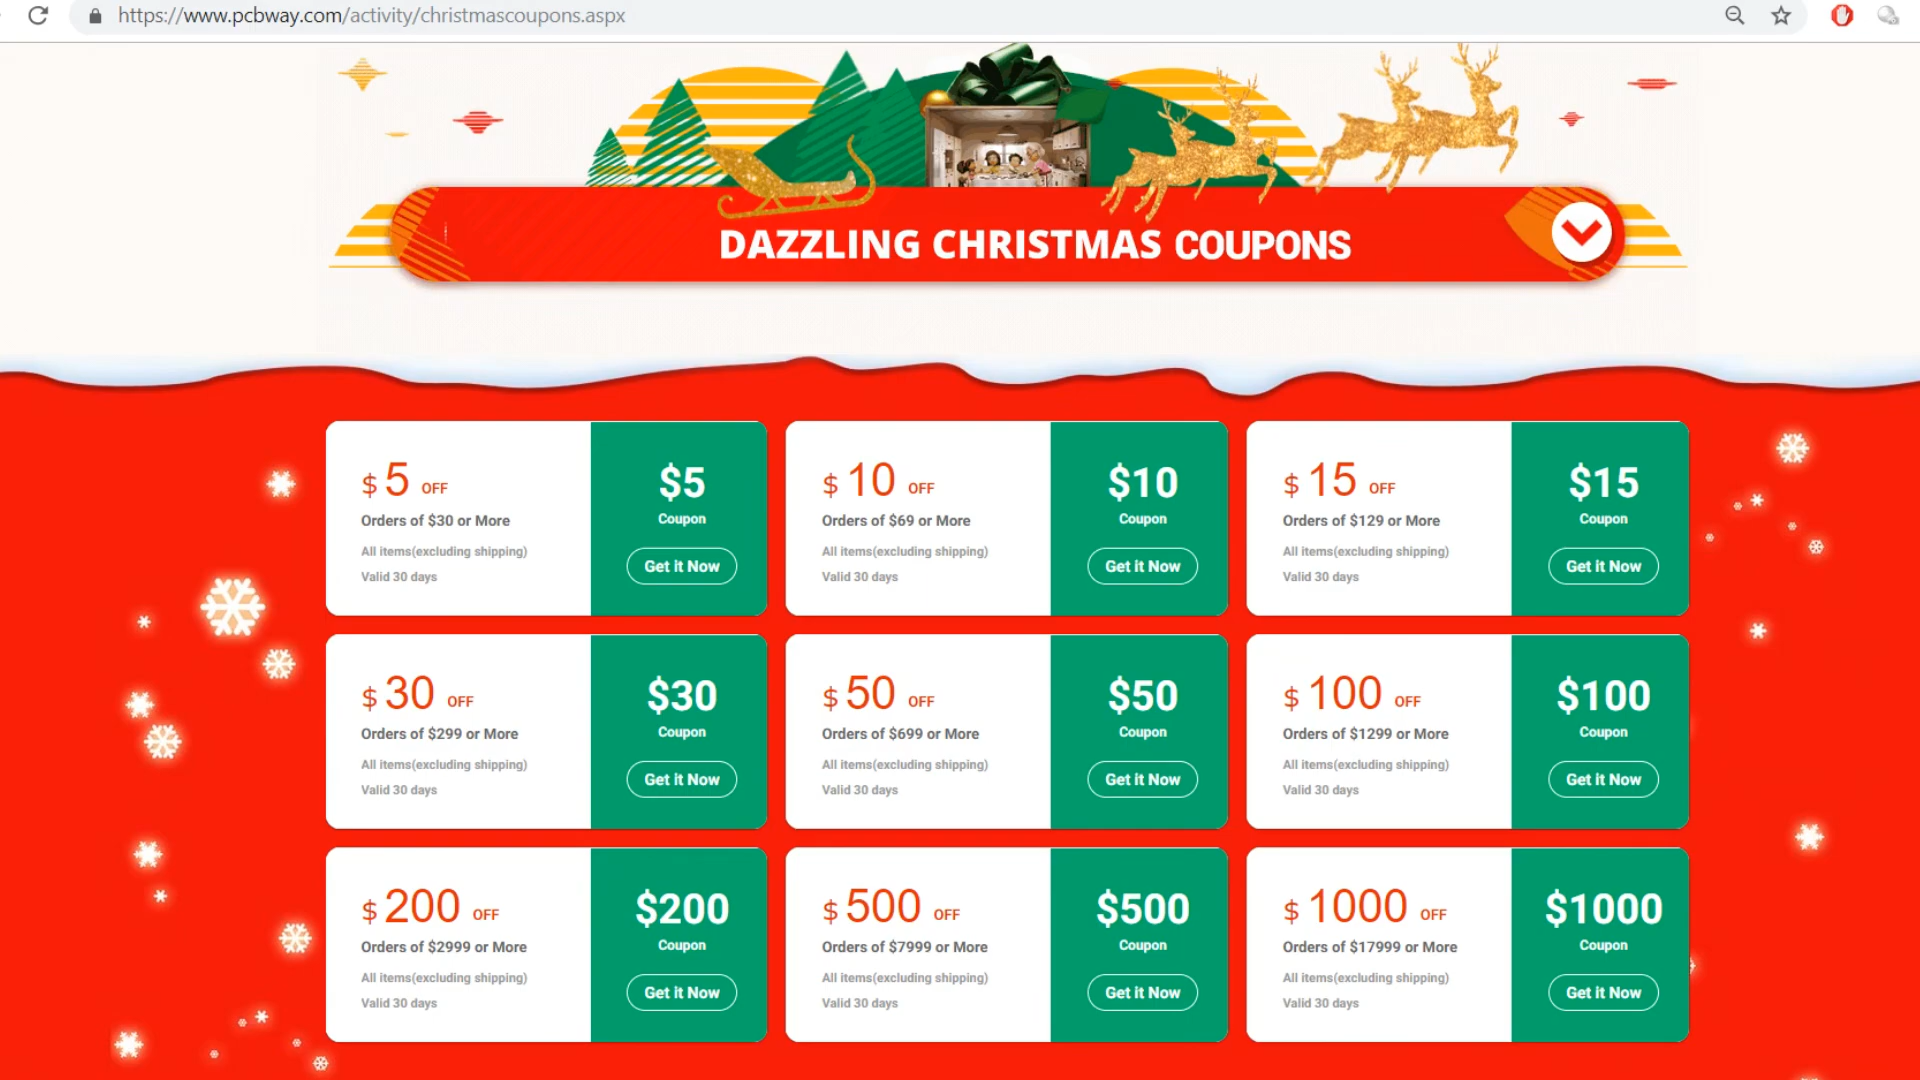 https://www.pcbway.com/activity/christmascoupons.aspx
DAZZLING CHRISTMAS COUPONS
$ 5 OFF
Orders of $30 or More
All items(excluding shipping)
Valid 30 days
$5
Coupon
Get it Now
$ 10 OFF
Orders of $69 or More
All items(excluding shipping)
Valid 30 days
$10
Coupon
Get it Now
$ 15 OFF
Orders of $129 or More
All items(excluding shipping)
Valid 30 days
$15
Coupon
Get it Now
$ 30 OFF
Orders of $299 or More
All items(excluding shipping)
Valid 30 days
$30
Coupon
Get it Now
$ 50 OFF
Orders of $699 or More
All items(excluding shipping)
Valid 30 days
$50
Coupon
Get it Now
$ 100 OFF
Orders of $1299 or More
All items(excluding shipping)
Valid 30 days
$100
Coupon
Get it Now
$ 200 OFF
Orders of $2999 or More
All items(excluding shipping)
Valid 30 days
$200
Coupon
Get it Now
$ 500 OFF
Orders of $7999 or More
All items(excluding shipping)
Valid 30 days
$500
Coupon
Get it Now
$ 1000 OFF
Orders of $17999 or More
All items(excluding shipping)
Valid 30 days
$1000
Coupon
Get it Now